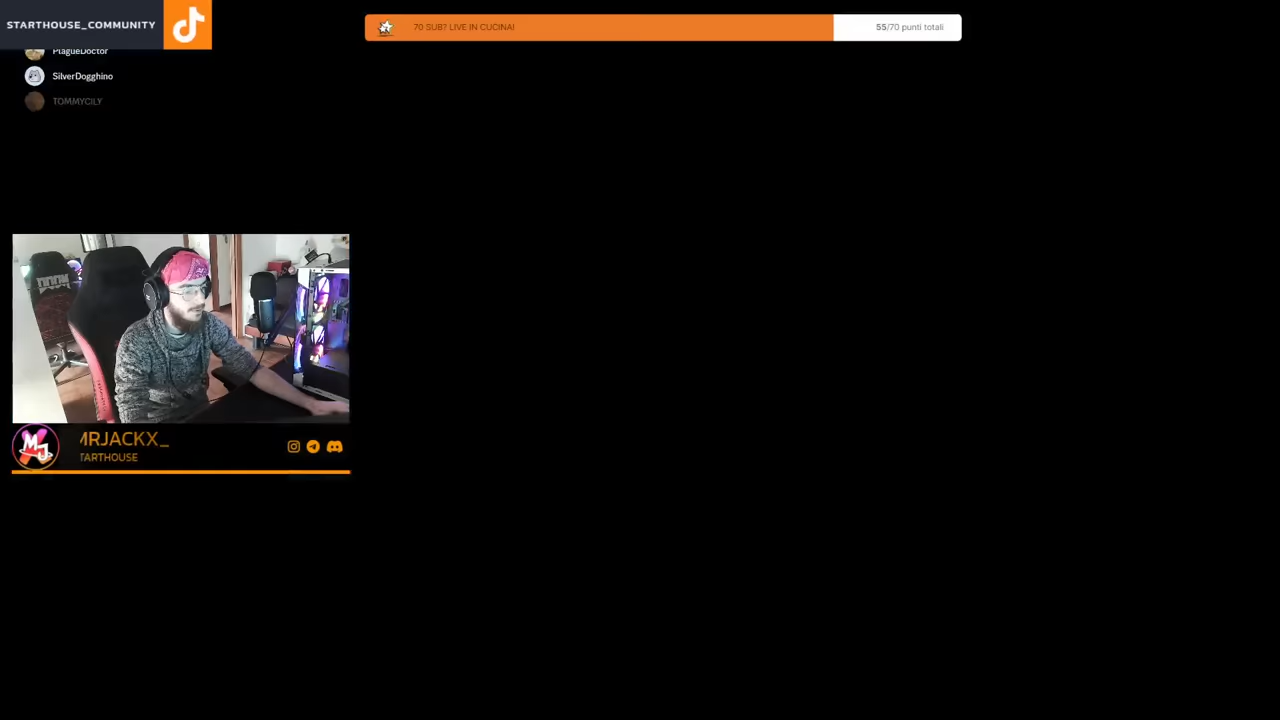 STARTHOUSE_COMMUNITY
70 SUB? LIVE IN CUCINA!
55/70 punti totali
PlagueDoctor
SilverDogghino
TOMMYCILY
MRJACKX_
TARTHOUSE